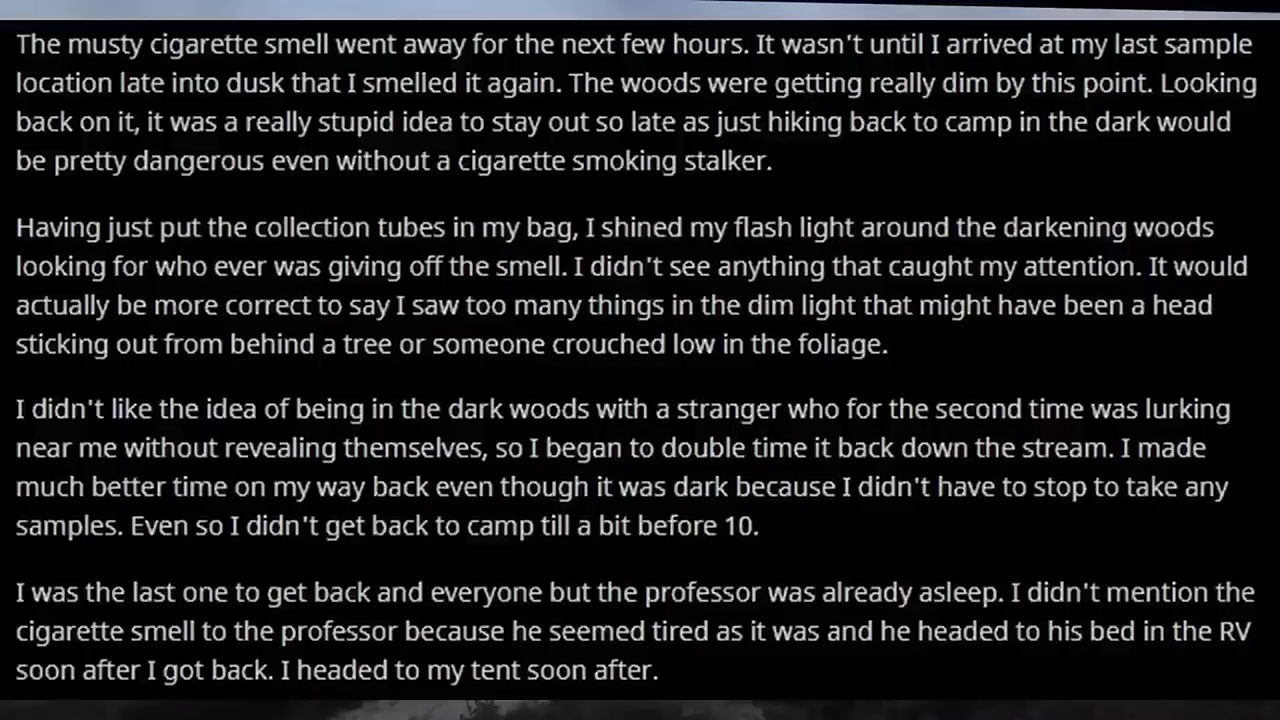 The musty cigarette smell went away for the next few hours. It wasn't until I arrived at my last sample
location late into dusk that I smelled it again. The woods were getting really dim by this point. Looking
back on it, it was a really stupid idea to stay out so late as just hiking back to camp in the dark would
be pretty dangerous even without a cigarette smoking stalker.
Having just put the collection tubes in my bag, I shined my flash light around the darkening woods
looking for who ever was giving off the smell. I didn't see anything that caught my attention. It would
actually be more correct to say I saw too many things in the dim light that might have been a head
sticking out from behind a tree or someone crouched low in the foliage.
I didn't like the idea of being in the dark woods with a stranger who for the second time was lurking
near me without revealing themselves, so I began to double time it back down the stream. I made
much better time on my way back even though it was dark because I didn't have to stop to take any
samples. Even so I didn't get back to camp till a bit before 10.
I was the last one to get back and everyone but the professor was already asleep. I didn't mention the
cigarette smell to the professor because he seemed tired as it was and he headed to his bed in the RV
soon after I got back. I headed to my tent soon after.